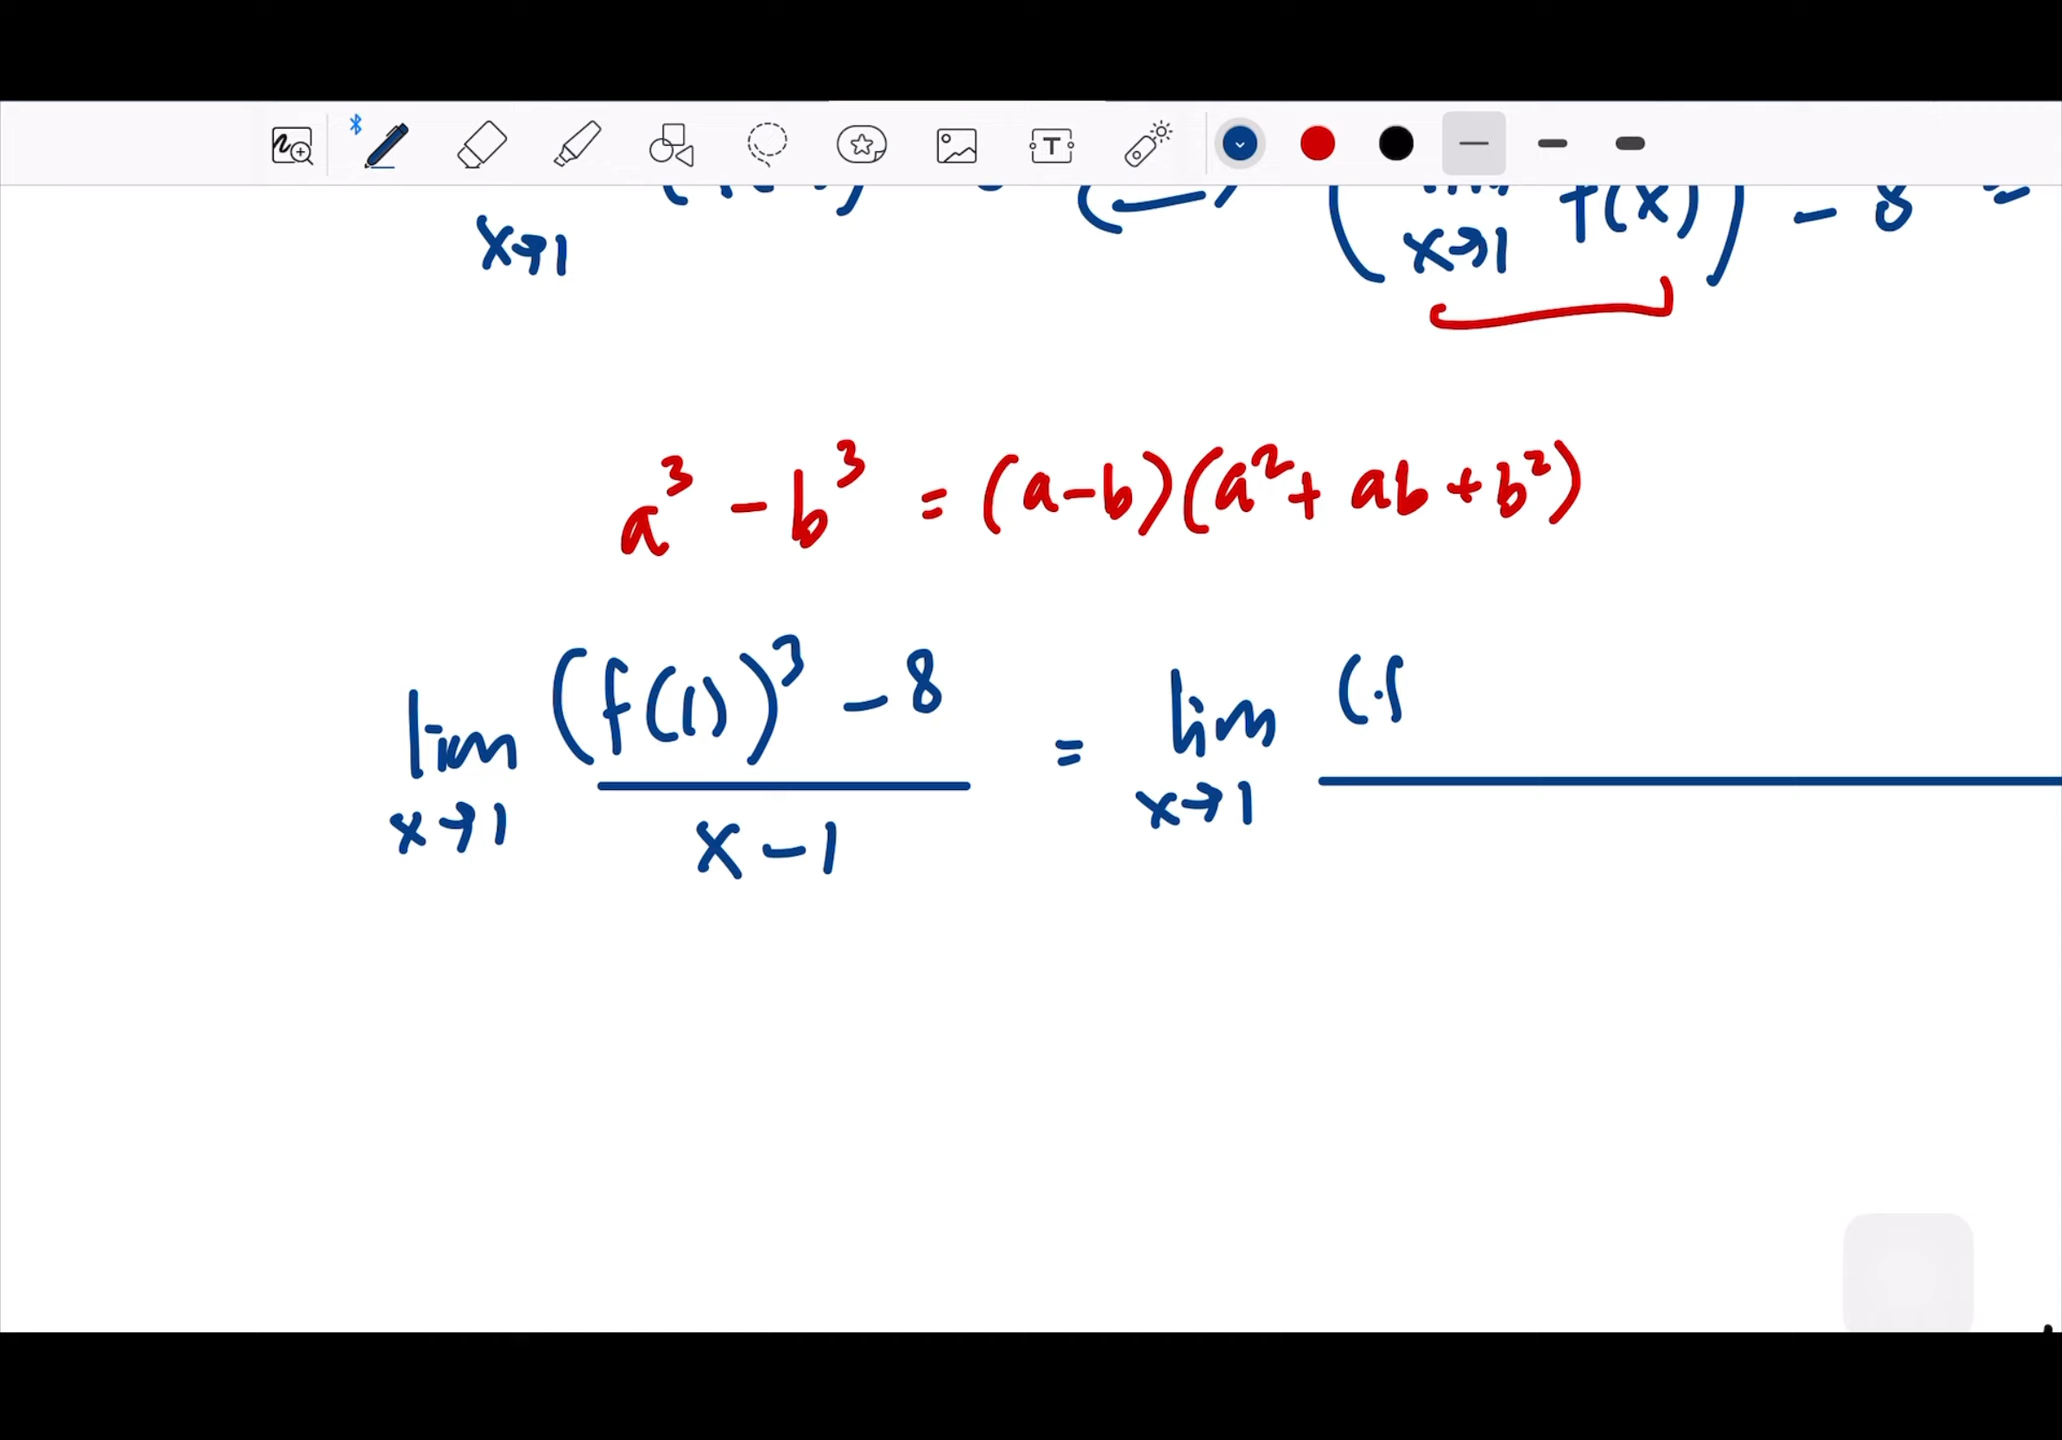 x→1 (lim x→1 f(x)) - 8 =
a³ - b³ = (a-b)(a²+ ab + b²)
lim x→1 (f(1))³ - 8 / x - 1 = lim x→1 (f